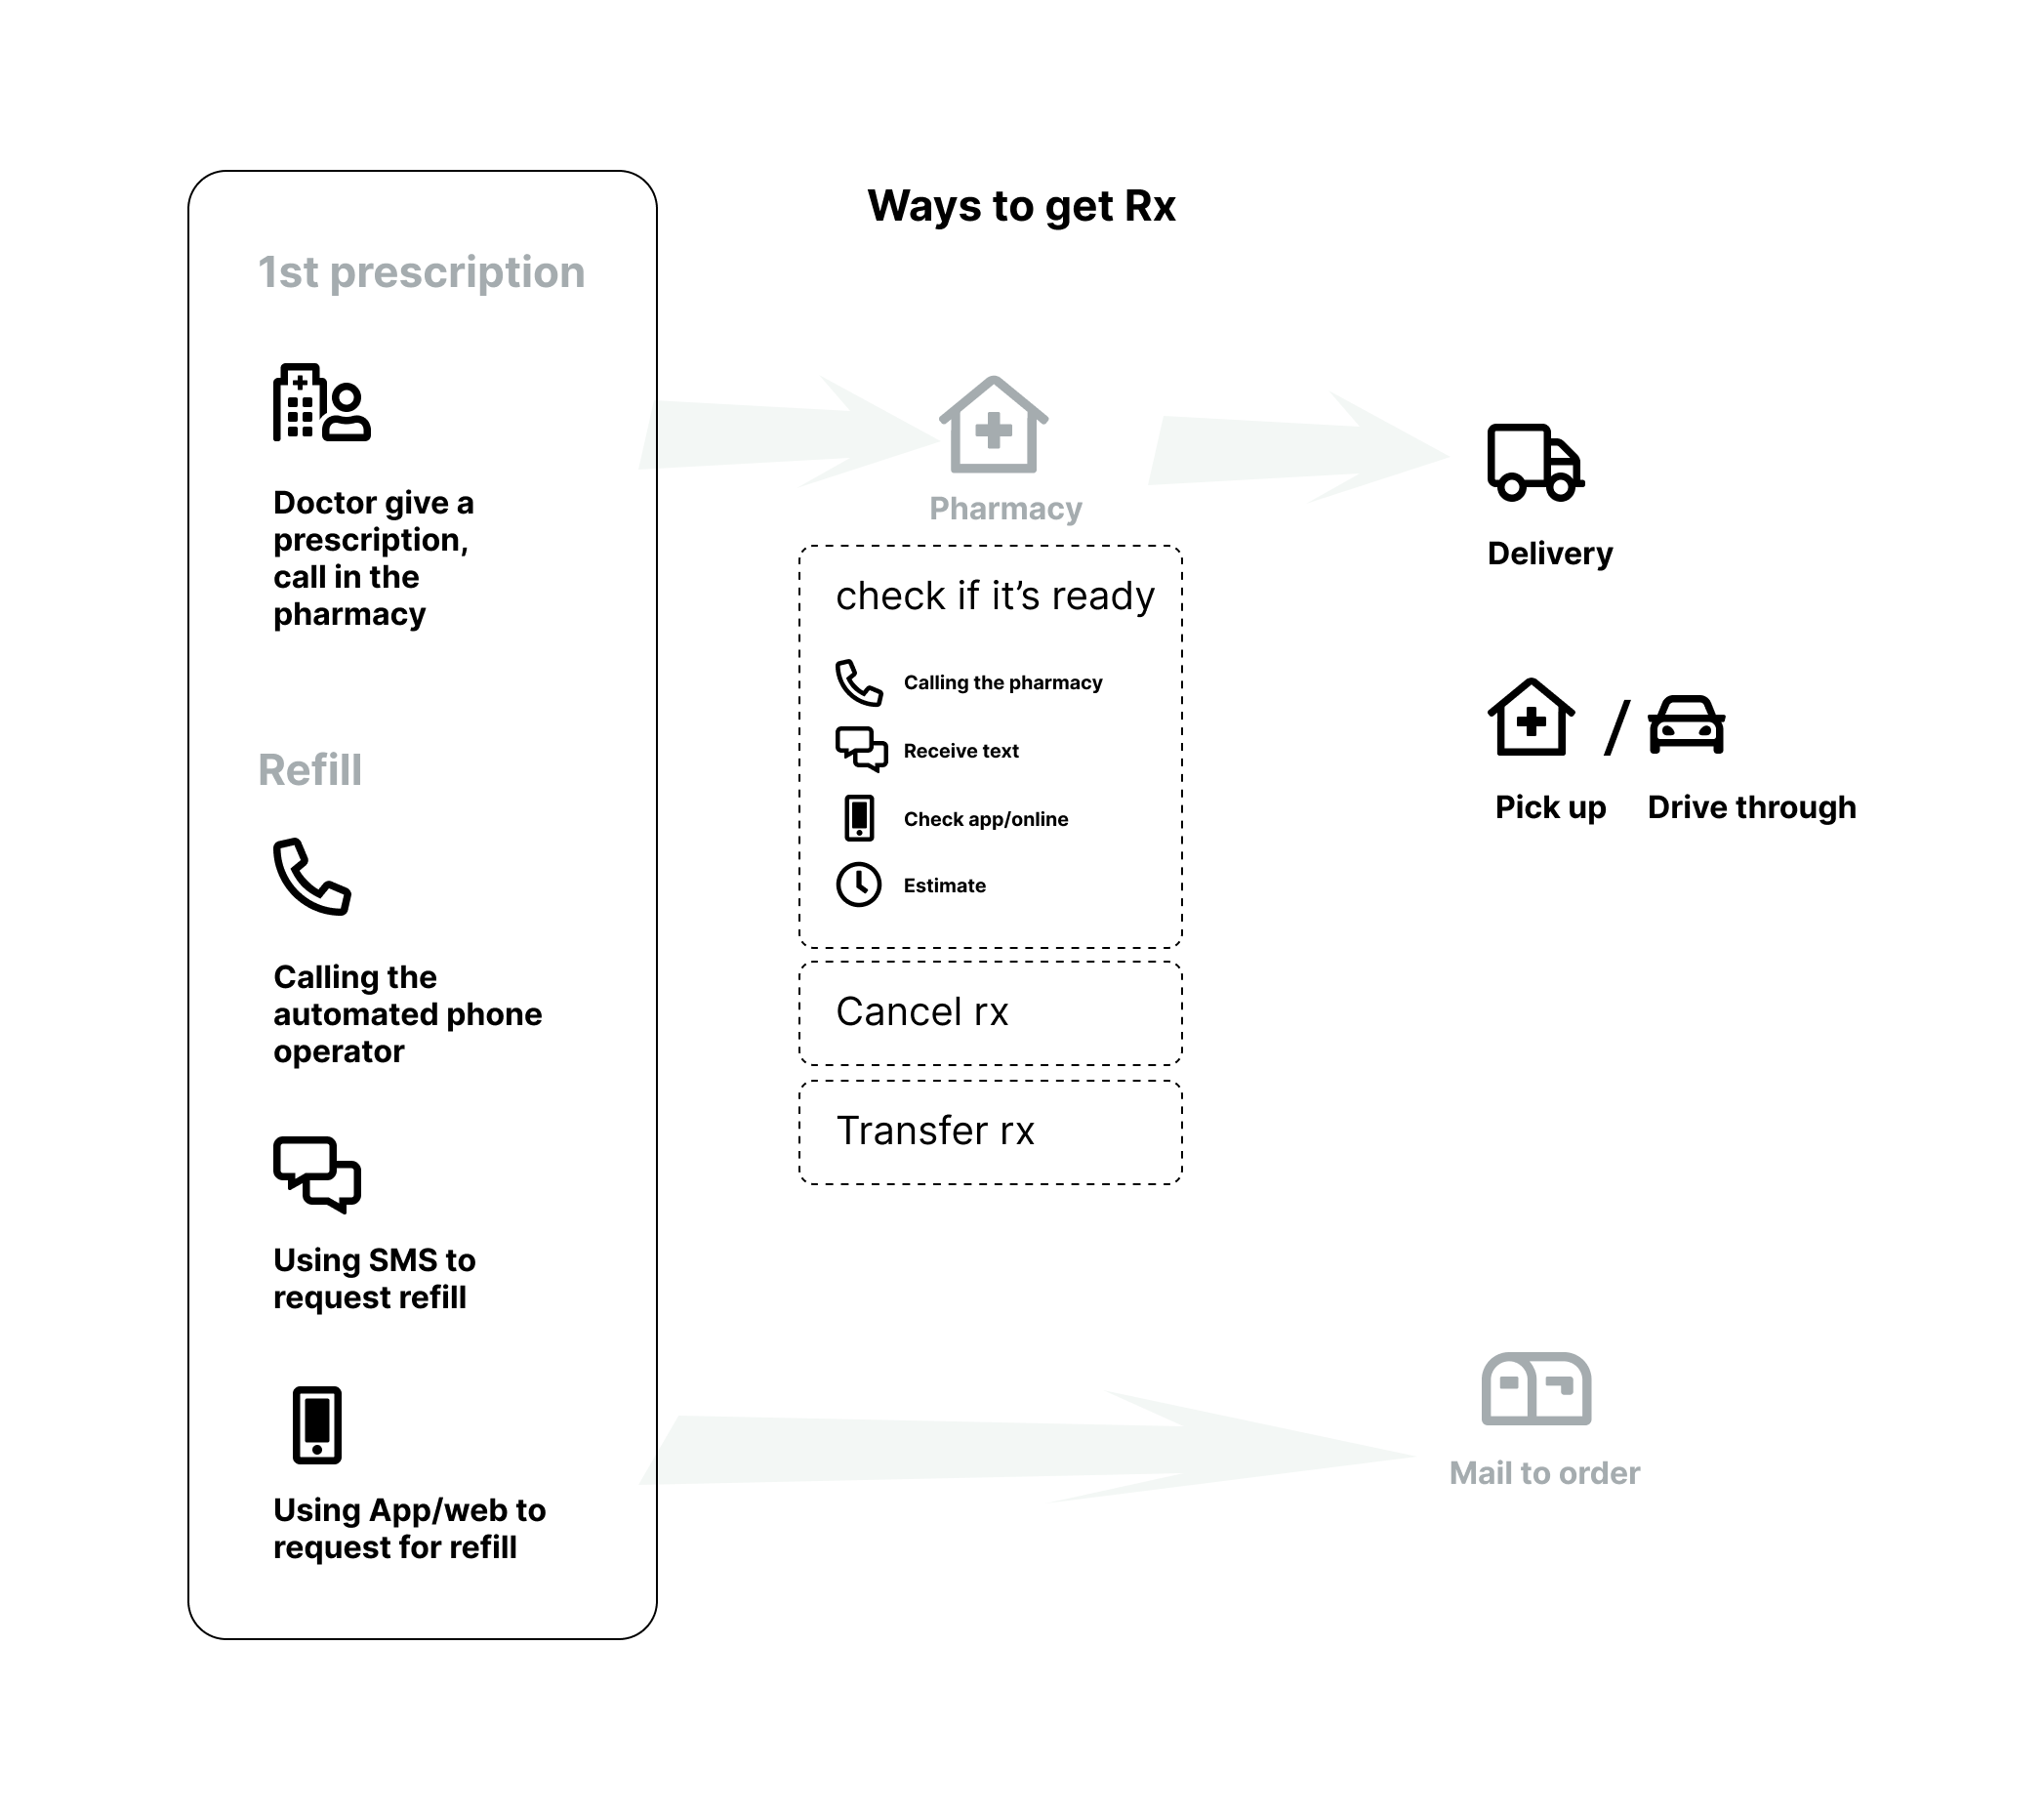 Ways to get Rx
1st prescription
Doctor give a
prescription,
call in the
pharmacy
Refill
Calling the
automated phone
operator
Using SMS to
request refill
Using App/web to
request for refill
Pharmacy
check if it’s ready
Calling the pharmacy
Receive text
Check app/online
Estimate
Cancel rx
Transfer rx
Delivery
/
Pick up Drive through
Mail to order